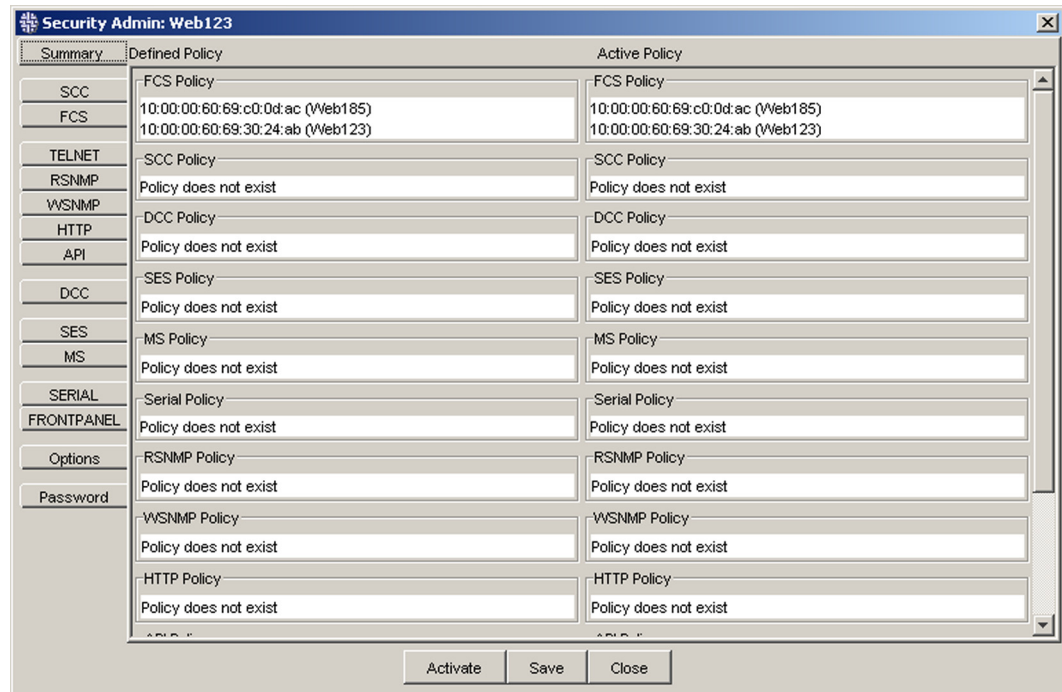 Security Admin: Web123
Summary
SCC
FCS
TELNET
RSNMP
WSNMP
HTTP
API
DCC
SES
MS
SERIAL
FRONTPANEL
Options
Password
Defined Policy Active Policy
FCS Policy FCS Policy
10:00:00:60:69:c0:0d:ac (Web185) 10:00:00:60:69:c0:0d:ac (Web185)
10:00:00:60:69:30:24:ab (Web123) 10:00:00:60:69:30:24:ab (Web123)
SCC Policy SCC Policy
Policy does not exist Policy does not exist
DCC Policy DCC Policy
Policy does not exist Policy does not exist
SES Policy SES Policy
Policy does not exist Policy does not exist
MS Policy MS Policy
Policy does not exist Policy does not exist
Serial Policy Serial Policy
Policy does not exist Policy does not exist
RSNMP Policy RSNMP Policy
Policy does not exist Policy does not exist
WSNMP Policy WSNMP Policy
Policy does not exist Policy does not exist
HTTP Policy HTTP Policy
Policy does not exist Policy does not exist
Activate Save Close